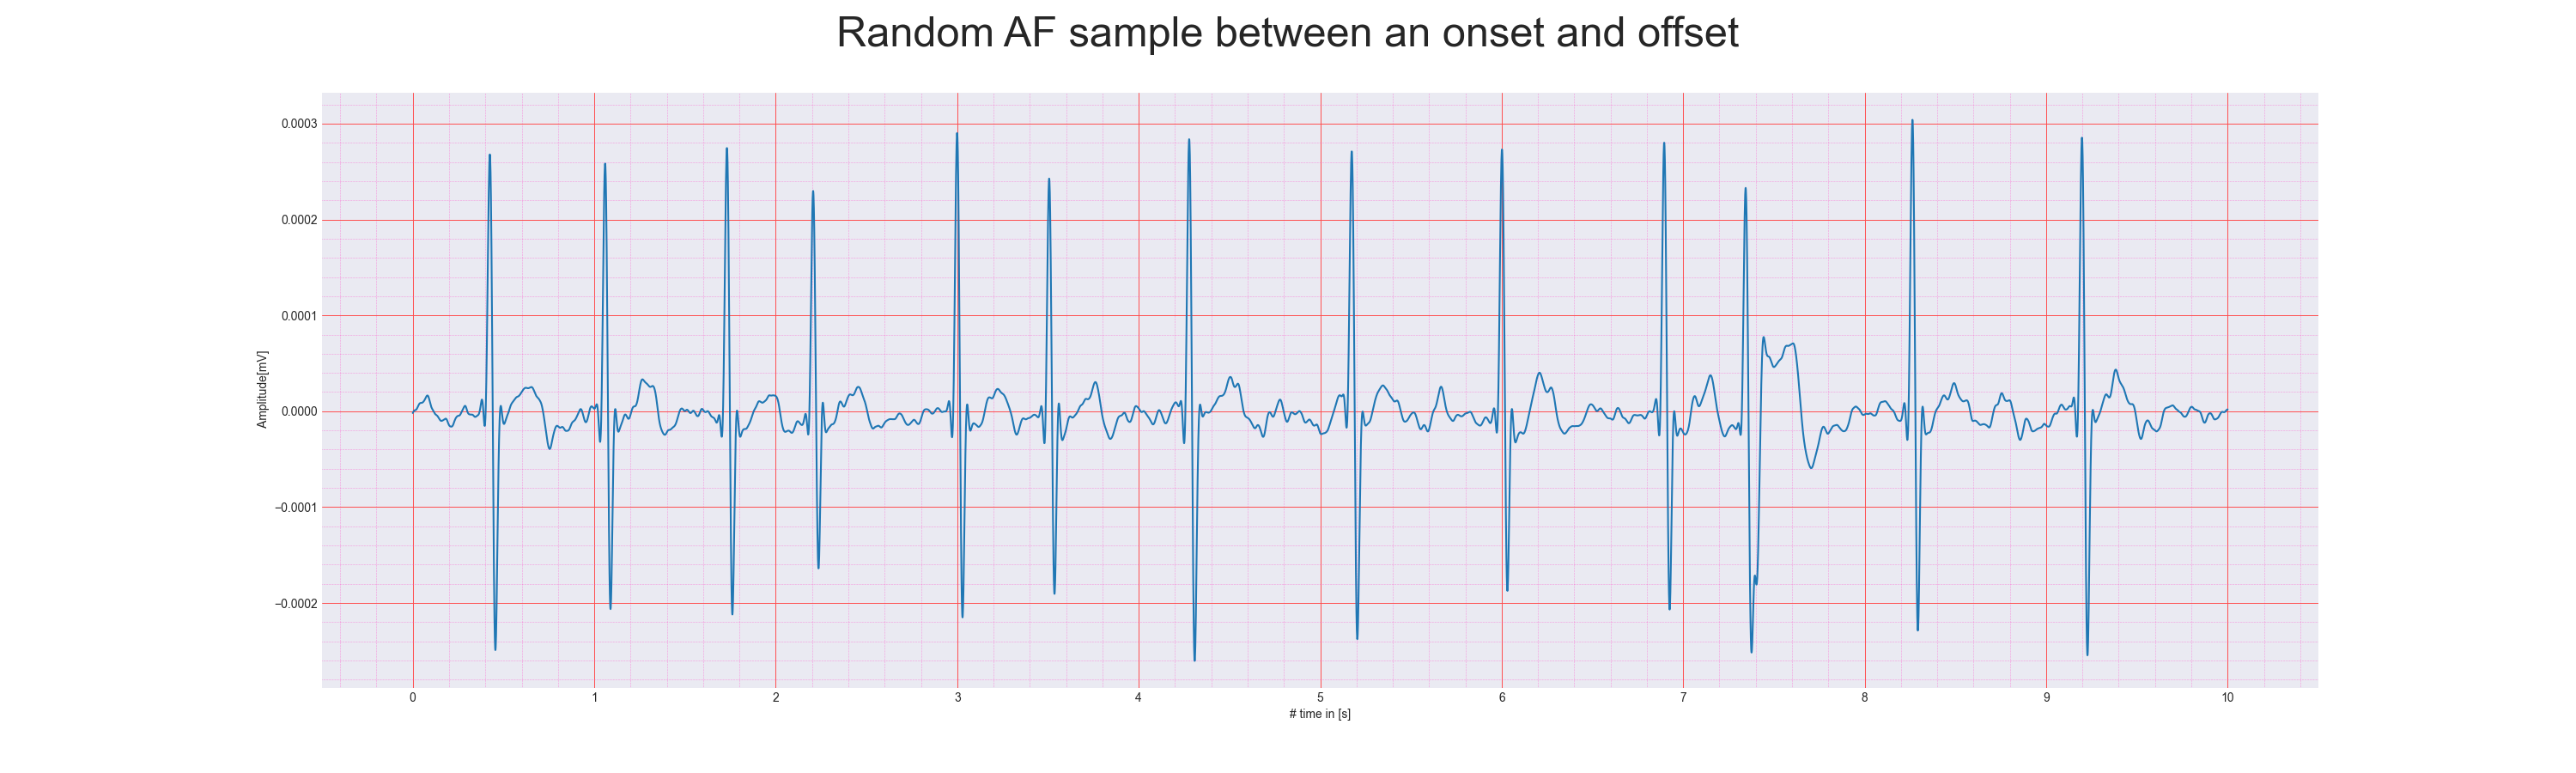 Random AF sample between an onset and offset
0.0003
0.0002
0.0001
0.0000
−0.0001
−0.0002
Amplitude[mV]
0 1 2 3 4 5 6 7 8 9 10
# time in [s]